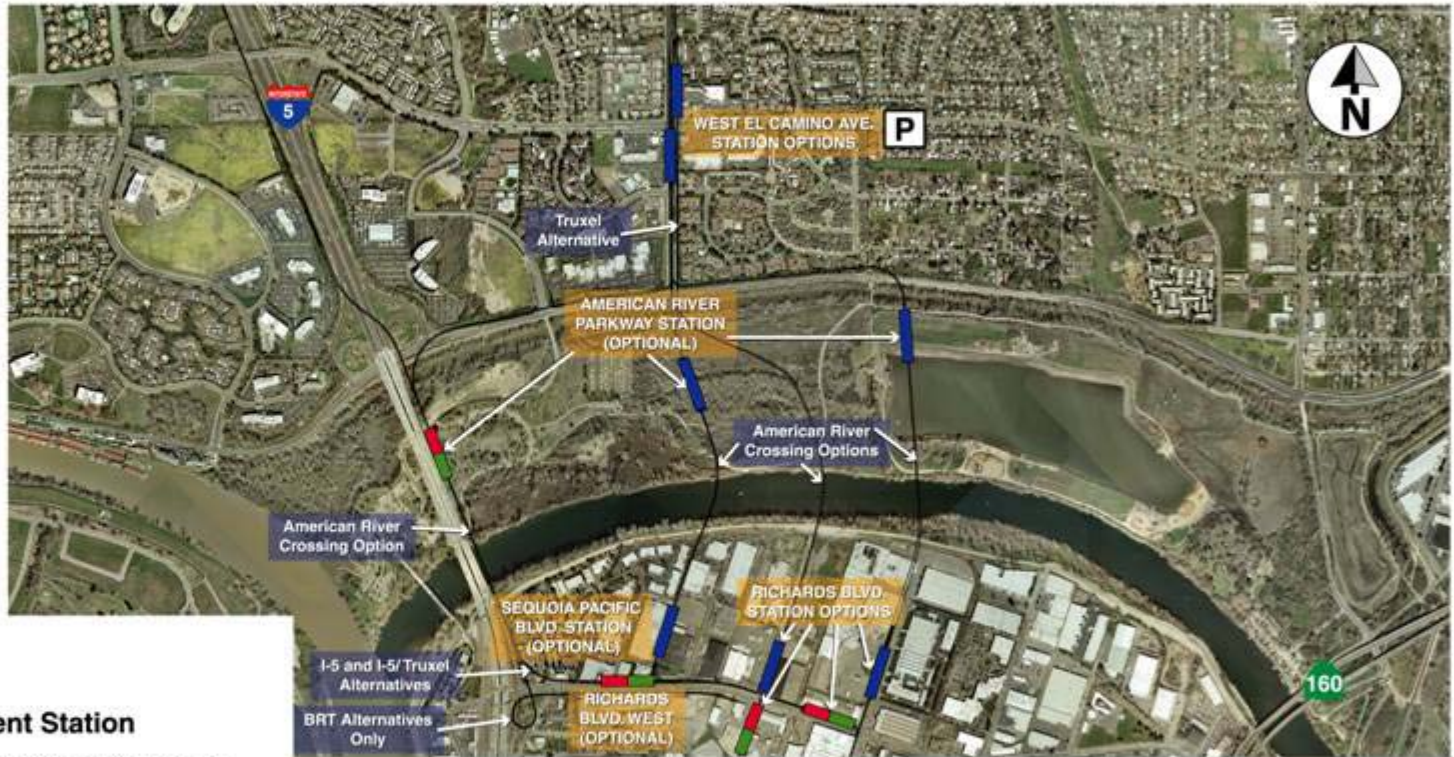 INTERSTATE
5
N
WEST EL CAMINO AVE.
STATION OPTIONS
P
Truxel
Alternative
AMERICAN RIVER
PARKWAY STATION
(OPTIONAL)
American River
Crossing Options
American River
Crossing Option
SEQUOIA PACIFIC
BLVD. STATION
(OPTIONAL)
RICHARDS BLVD.
STATION OPTIONS
I-5 and I-5/Truxel
Alternatives
RICHARDS
BLVD. WEST
(OPTIONAL)
BRT Alternatives
Only
160
ent Station